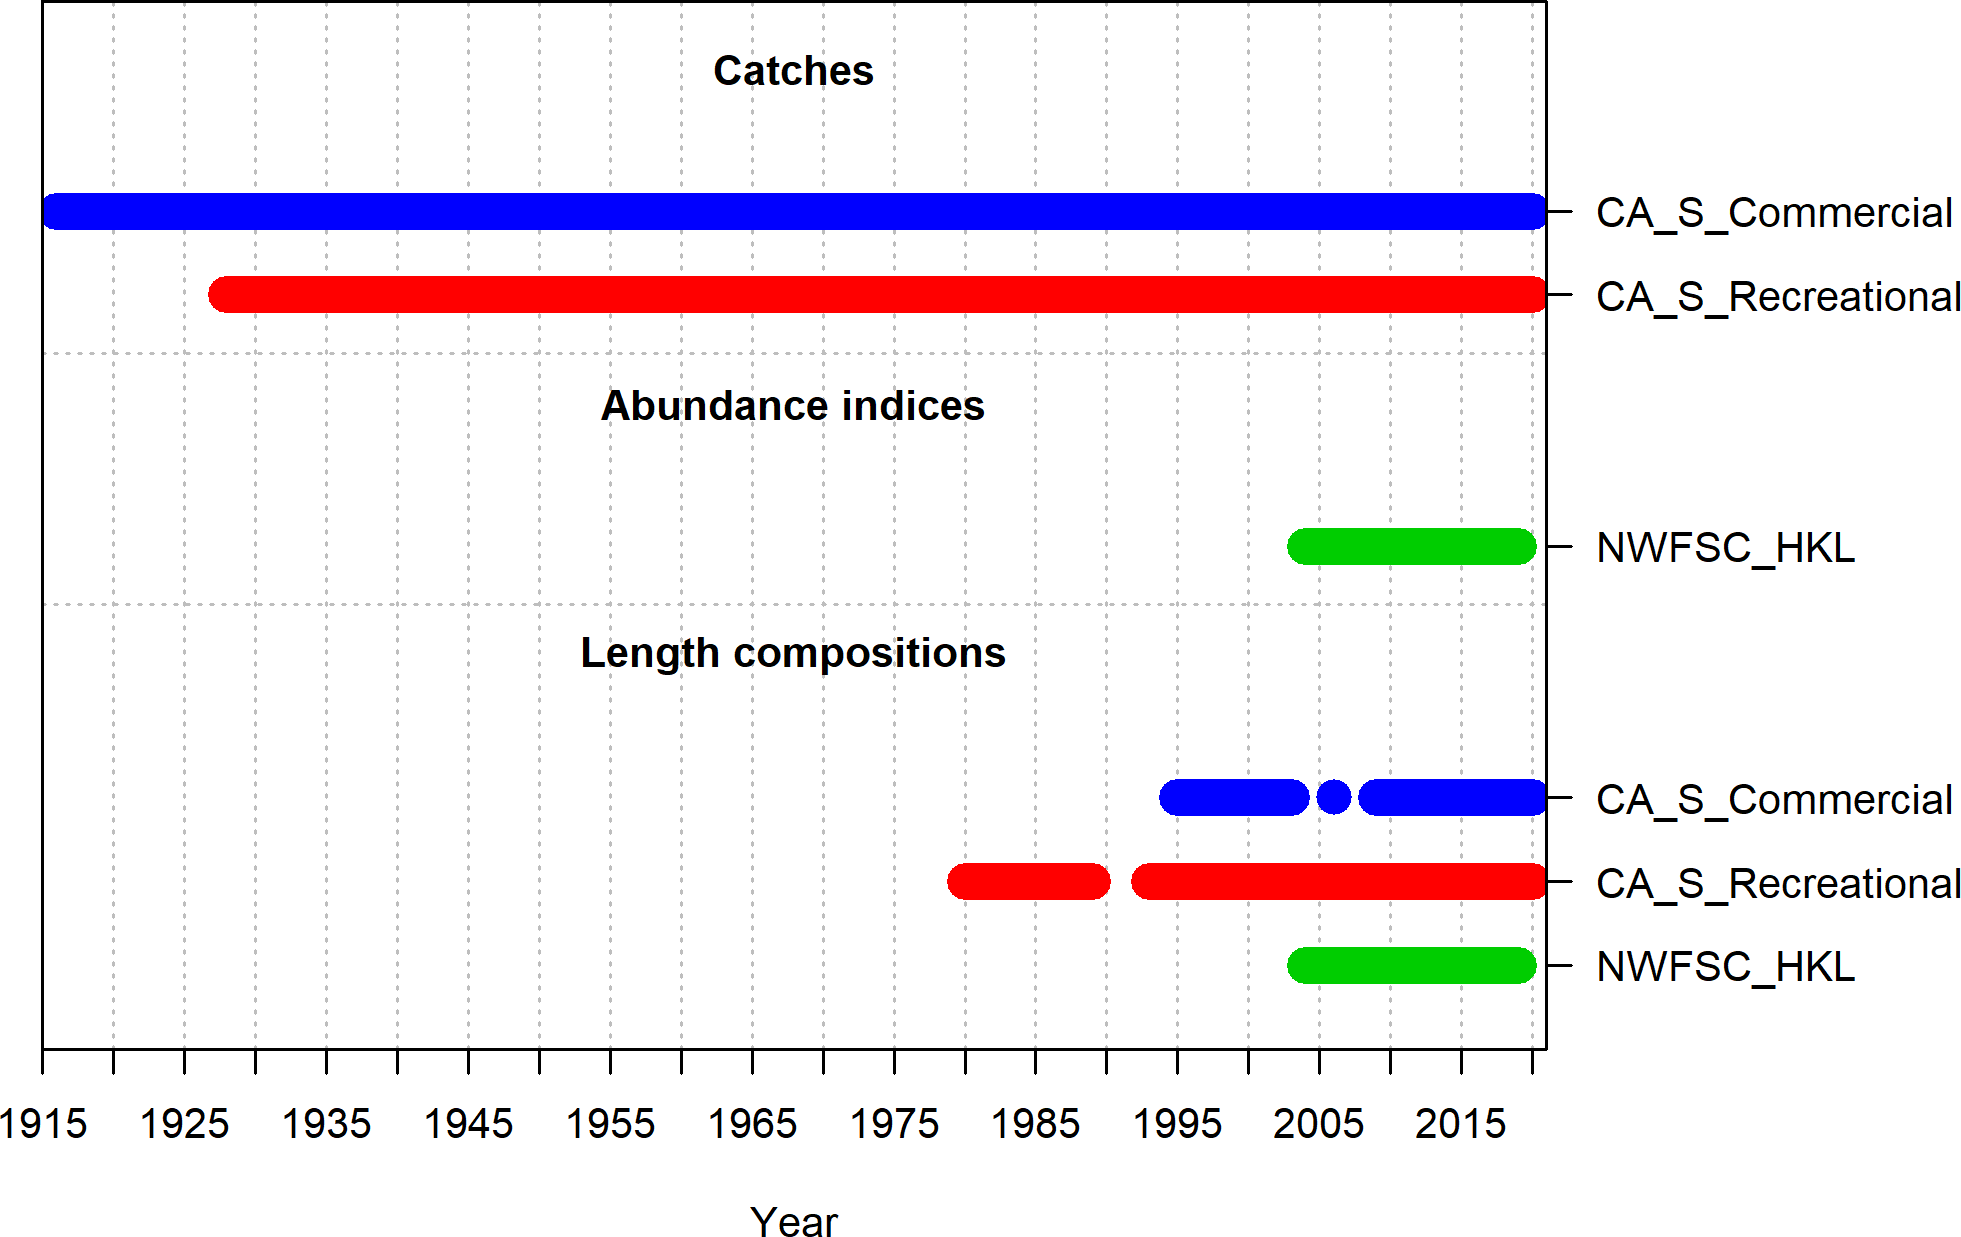 Catches
CA_S_Commercial
CA_S_Recreational
Abundance indices
NWFSC_HKL
Length compositions
CA_S_Commercial
CA_S_Recreational
NWFSC_HKL
1915 1925 1935 1945 1955 1965 1975 1985 1995 2005 2015
Year